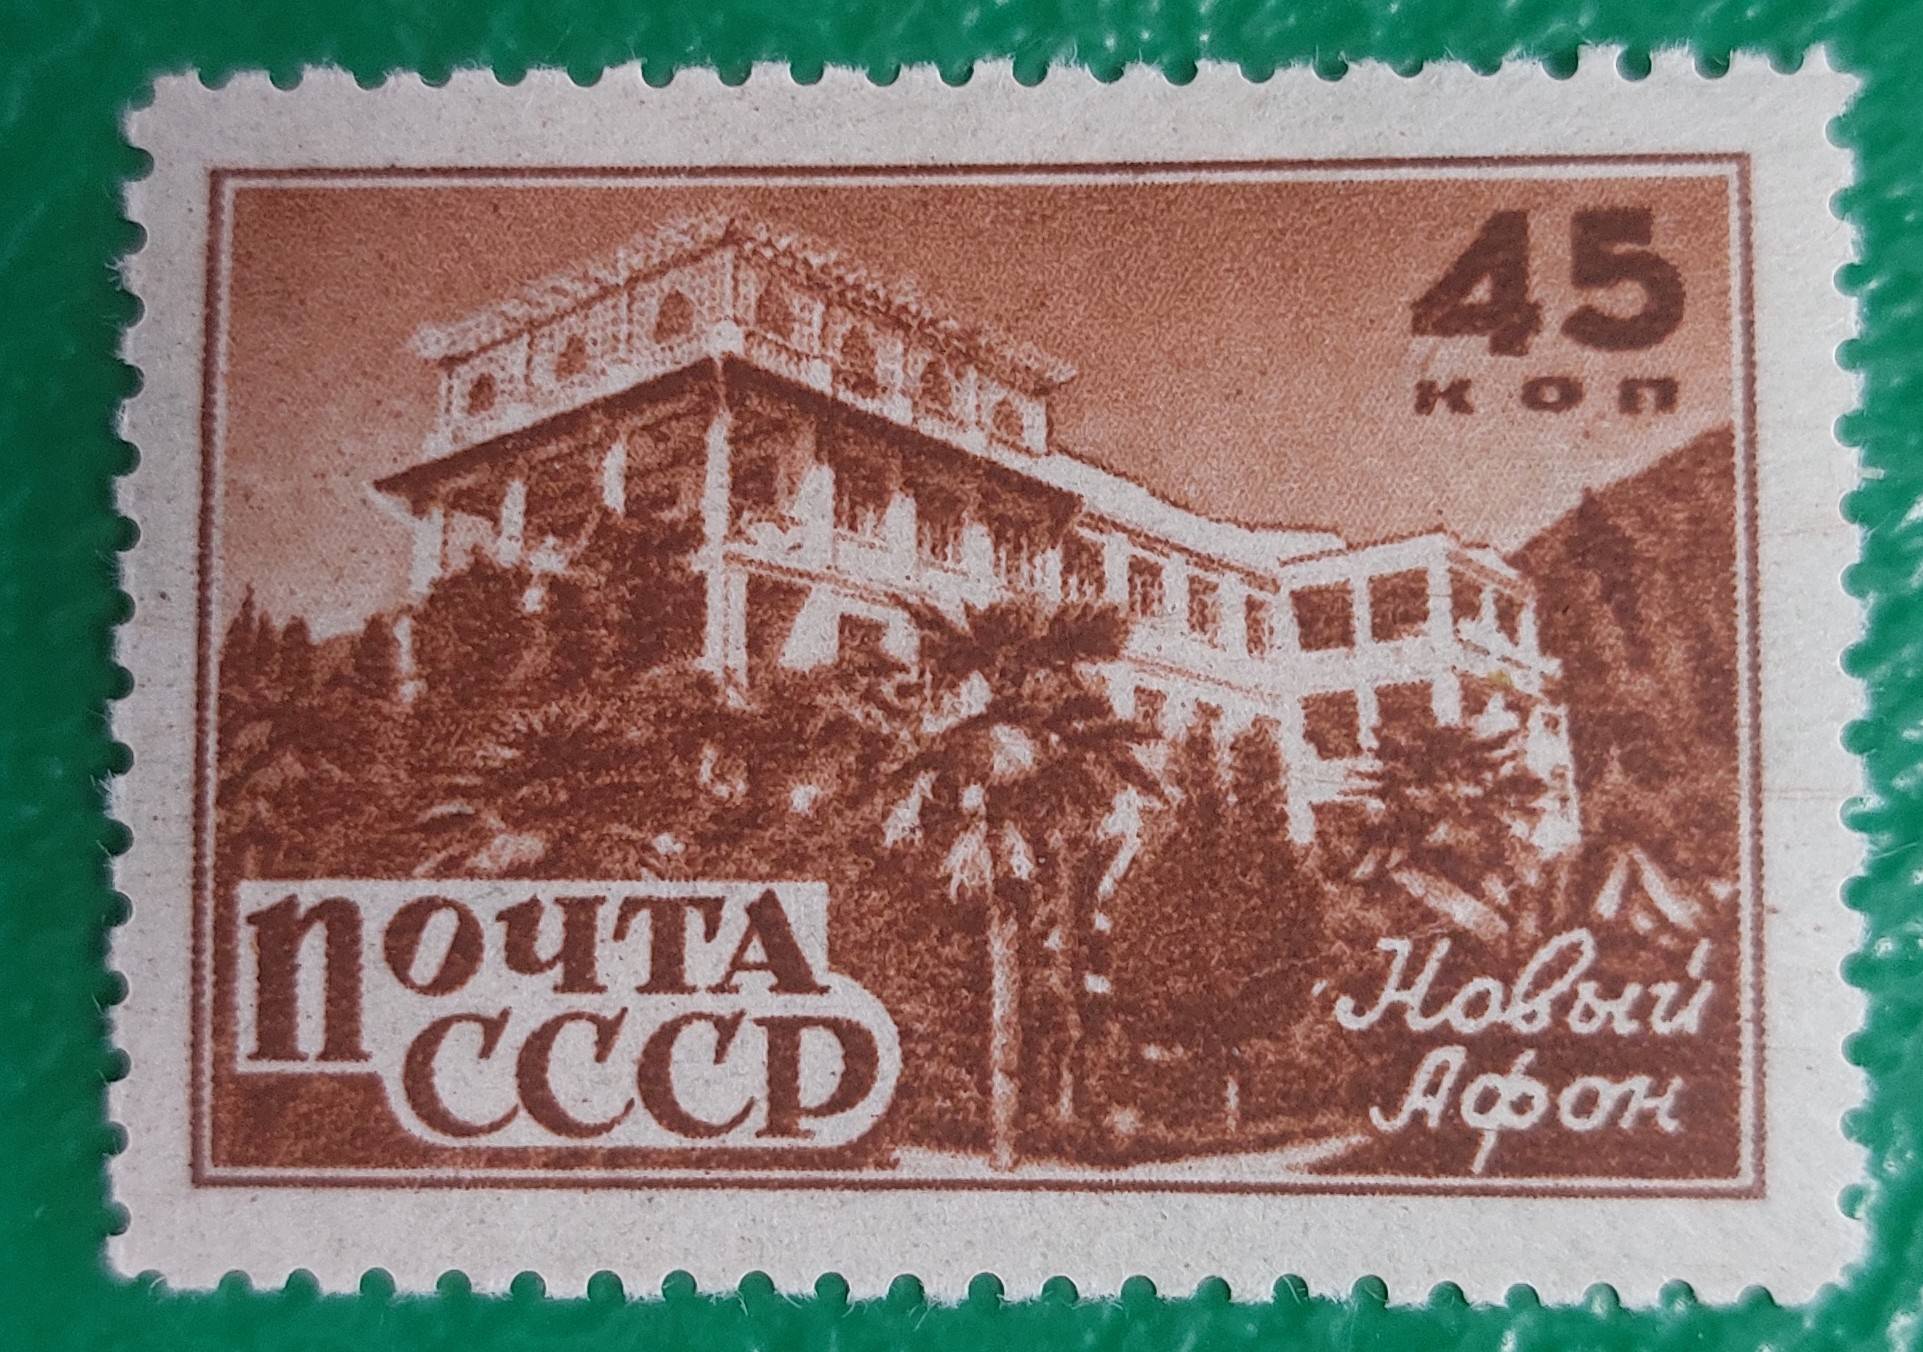 45
коп
ПОЧТА
СССР
Новый
Афон